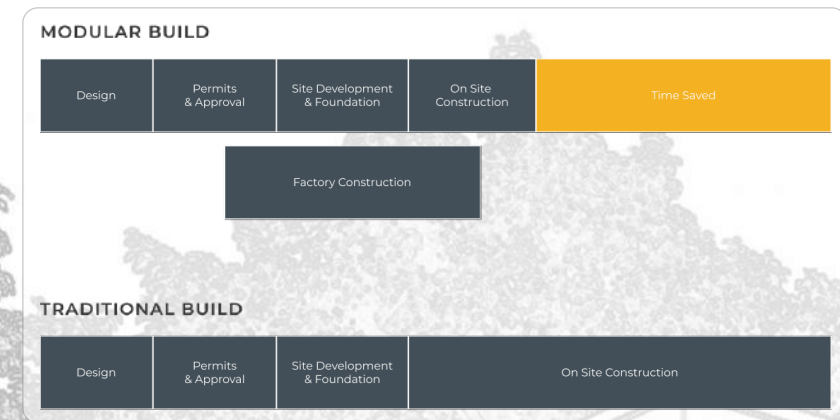 MODULAR BUILD
Design
Permits
& Approval
Site Development
& Foundation
On Site
Construction
Time Saved
Factory Construction
TRADITIONAL BUILD
Design
Permits
& Approval
Site Development
& Foundation
On Site Construction